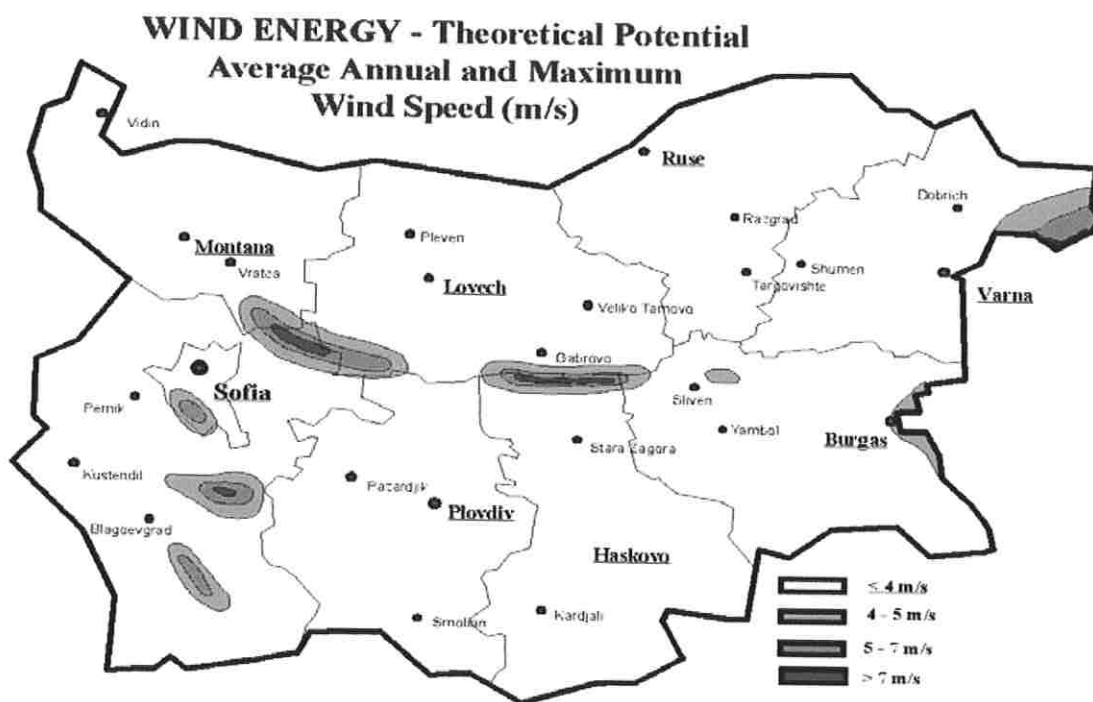 WIND ENERGY - Theoretical Potential
Average Annual and Maximum
Wind Speed (m/s)
Vidin
Ruse
Dobrich
Razgrad
Montana
Pleven
Vratsa
Shumen
Lovech
Targovishte
Varna
Veliko Tarnovo
Gabrovo
Sofia
Pernik
Sliven
Yambol
Burgas
Stara Zagora
Kustendil
Pazardjik
Plovdiv
Blagoevgrad
Haskovo
≤ 4 m/s
4 - 5 m/s
Smolian
Kardjali
5 - 7 m/s
> 7 m/s